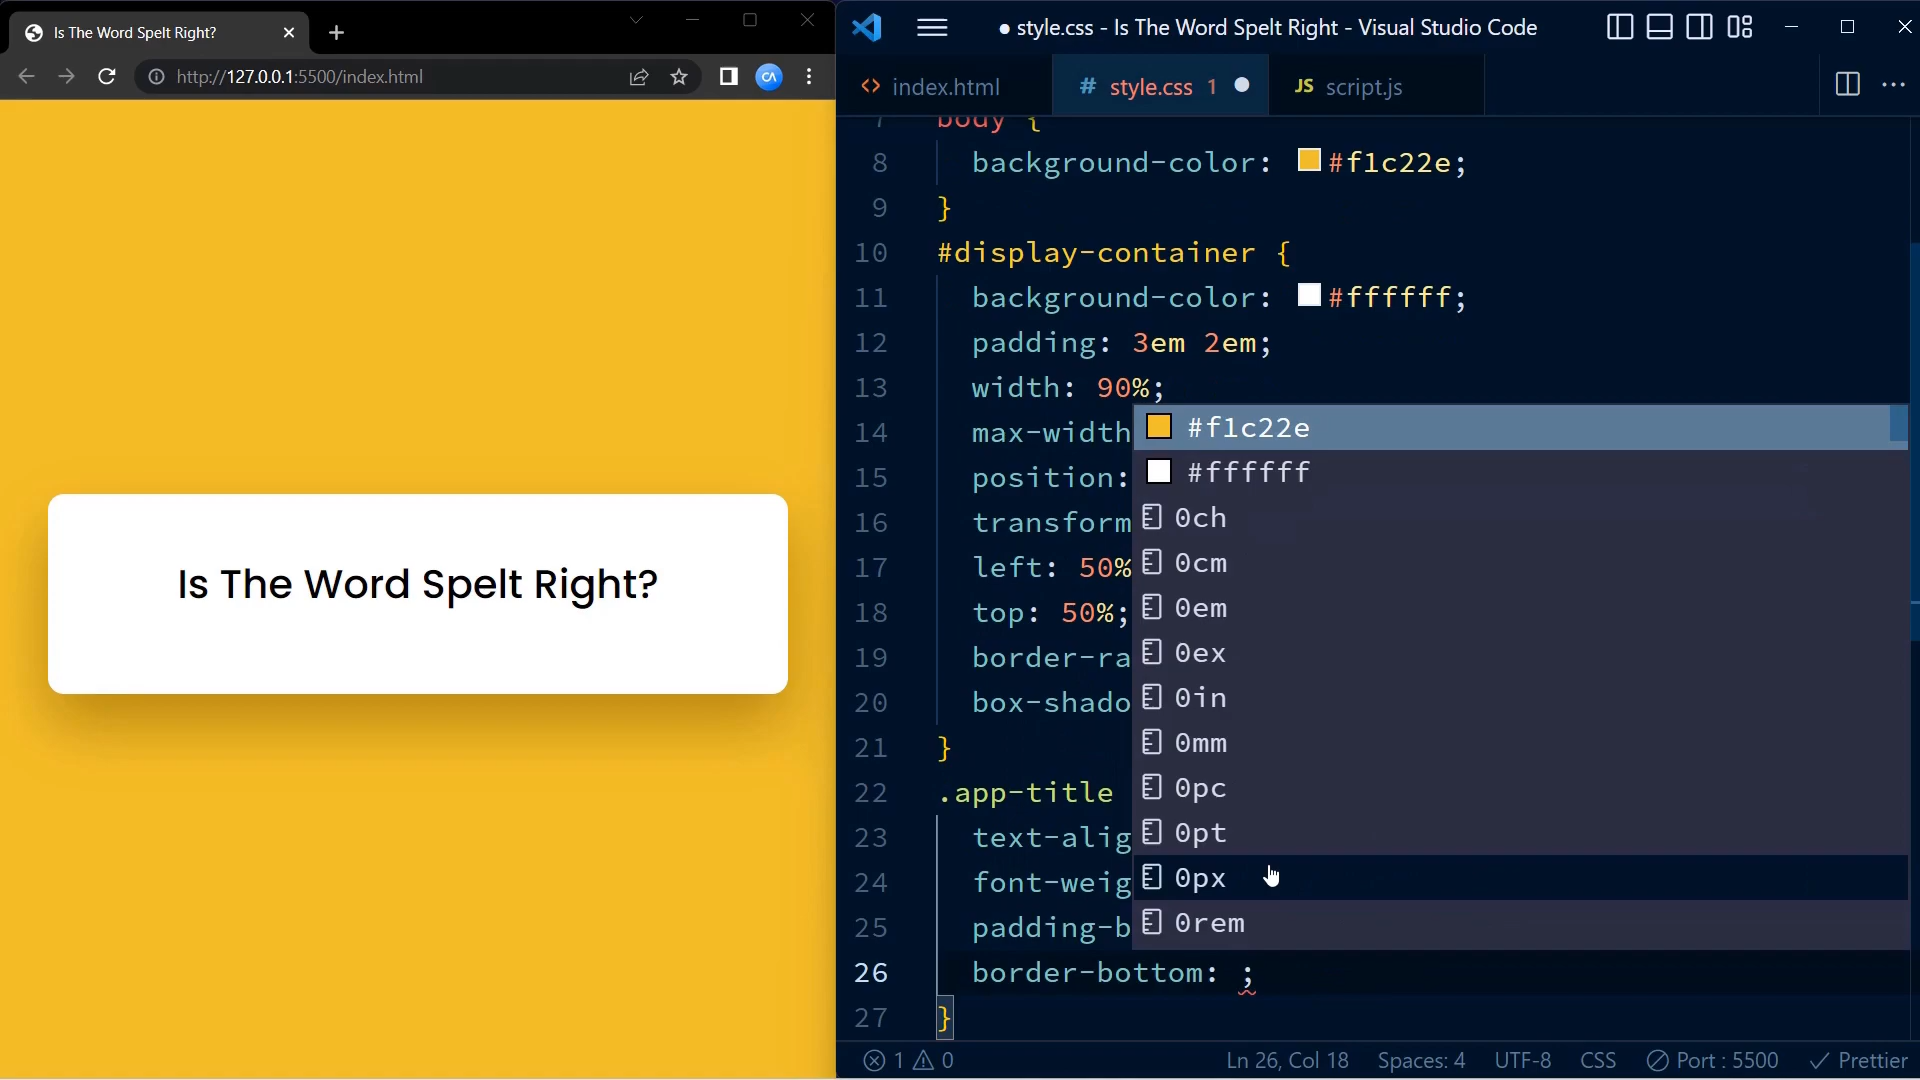 Is The Word Spelt Right?
http://127.0.0.1:5500/index.html
CA
Is The Word Spelt Right?
● style.css - Is The Word Spelt Right - Visual Studio Code
<> index.html
# style.css 1 ●
JS script.js
7 body {
8 background-color: #f1c22e;
9 }
10 #display-container {
11 background-color: #ffffff;
12 padding: 3em 2em;
13 width: 90%;
14 max-width
15 position:
16 transform
17 left: 50%
18 top: 50%;
19 border-ra
20 box-shado
21 }
22 .app-title
23 text-alig
24 font-weig
25 padding-b
26 border-bottom: ;
27 }
#f1c22e
#ffffff
0ch
0cm
0em
0ex
0in
0mm
0pc
0pt
0px
0rem
1 0 Ln 26, Col 18 Spaces: 4 UTF-8 CSS Port : 5500 Prettier